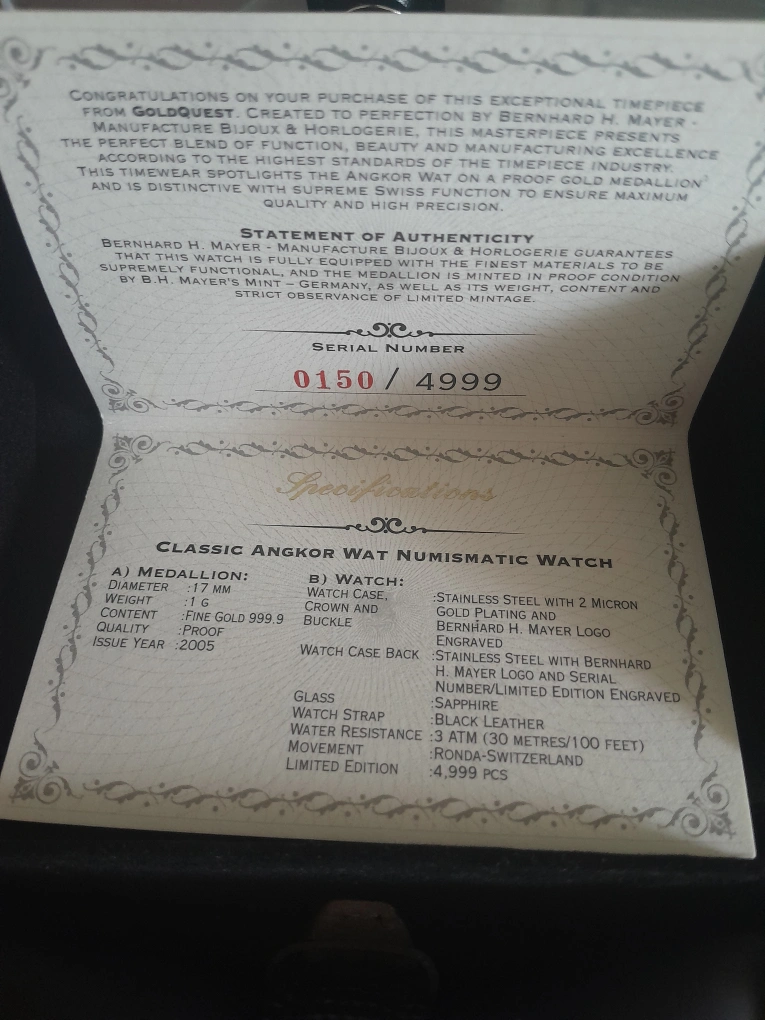 CONGRATULATIONS ON YOUR PURCHASE OF THIS EXCEPTIONAL TIMEPIECE
FROM GOLDQUEST. CREATED TO PERFECTION BY BERNHARD H. MAYER -
MANUFACTURE BIJOUX & HORLOGERIE, THIS MASTERPIECE PRESENTS
THE PERFECT BLEND OF FUNCTION, BEAUTY AND MANUFACTURING EXCELLENCE
ACCORDING TO THE HIGHEST STANDARDS OF THE TIMEPIECE INDUSTRY.
THIS TIMEWEAR SPOTLIGHTS THE ANGKOR WAT ON A PROOF GOLD MEDALLION
AND IS DISTINCTIVE WITH SUPREME SWISS FUNCTION TO ENSURE MAXIMUM
QUALITY AND HIGH PRECISION.
STATEMENT OF AUTHENTICITY
BERNHARD H. MAYER - MANUFACTURE BIJOUX & HORLOGERIE GUARANTEES
THAT THIS WATCH IS FULLY EQUIPPED WITH THE FINEST MATERIALS TO BE
SUPREMELY FUNCTIONAL, AND THE MEDALLION IS MINTED IN PROOF CONDITION
BY B.H. MAYER'S MINT – GERMANY, AS WELL AS ITS WEIGHT, CONTENT AND
STRICT OBSERVANCE OF LIMITED MINTAGE.
SERIAL NUMBER
0150 / 4999
Specifications
CLASSIC ANGKOR WAT NUMISMATIC WATCH
A) MEDALLION:
DIAMETER :17 MM
WEIGHT :1 G
CONTENT :FINE GOLD 999.9
QUALITY :PROOF
ISSUE YEAR :2005
B) WATCH:
WATCH CASE, :STAINLESS STEEL WITH 2 MICRON
CROWN AND GOLD PLATING AND
BUCKLE BERNHARD H. MAYER LOGO
ENGRAVED
WATCH CASE BACK :STAINLESS STEEL WITH BERNHARD
H. MAYER LOGO AND SERIAL
NUMBER/LIMITED EDITION ENGRAVED
GLASS :SAPPHIRE
WATCH STRAP :BLACK LEATHER
WATER RESISTANCE :3 ATM (30 METRES/100 FEET)
MOVEMENT :RONDA-SWITZERLAND
LIMITED EDITION :4,999 PCS